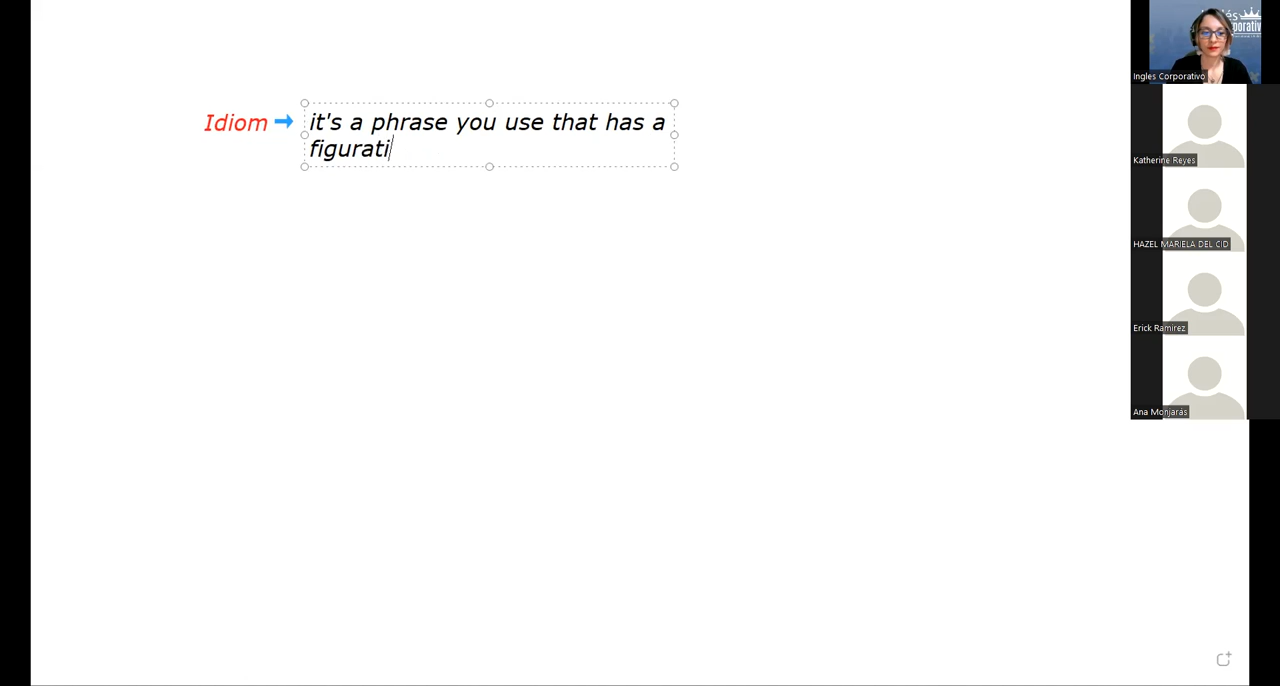 Idiom → it's a phrase you use that has a
figurati
Ingles Corporativo
Katherine Reyes
HAZEL MARIELA DEL CID
Erick Ramirez
Ana Monjarás